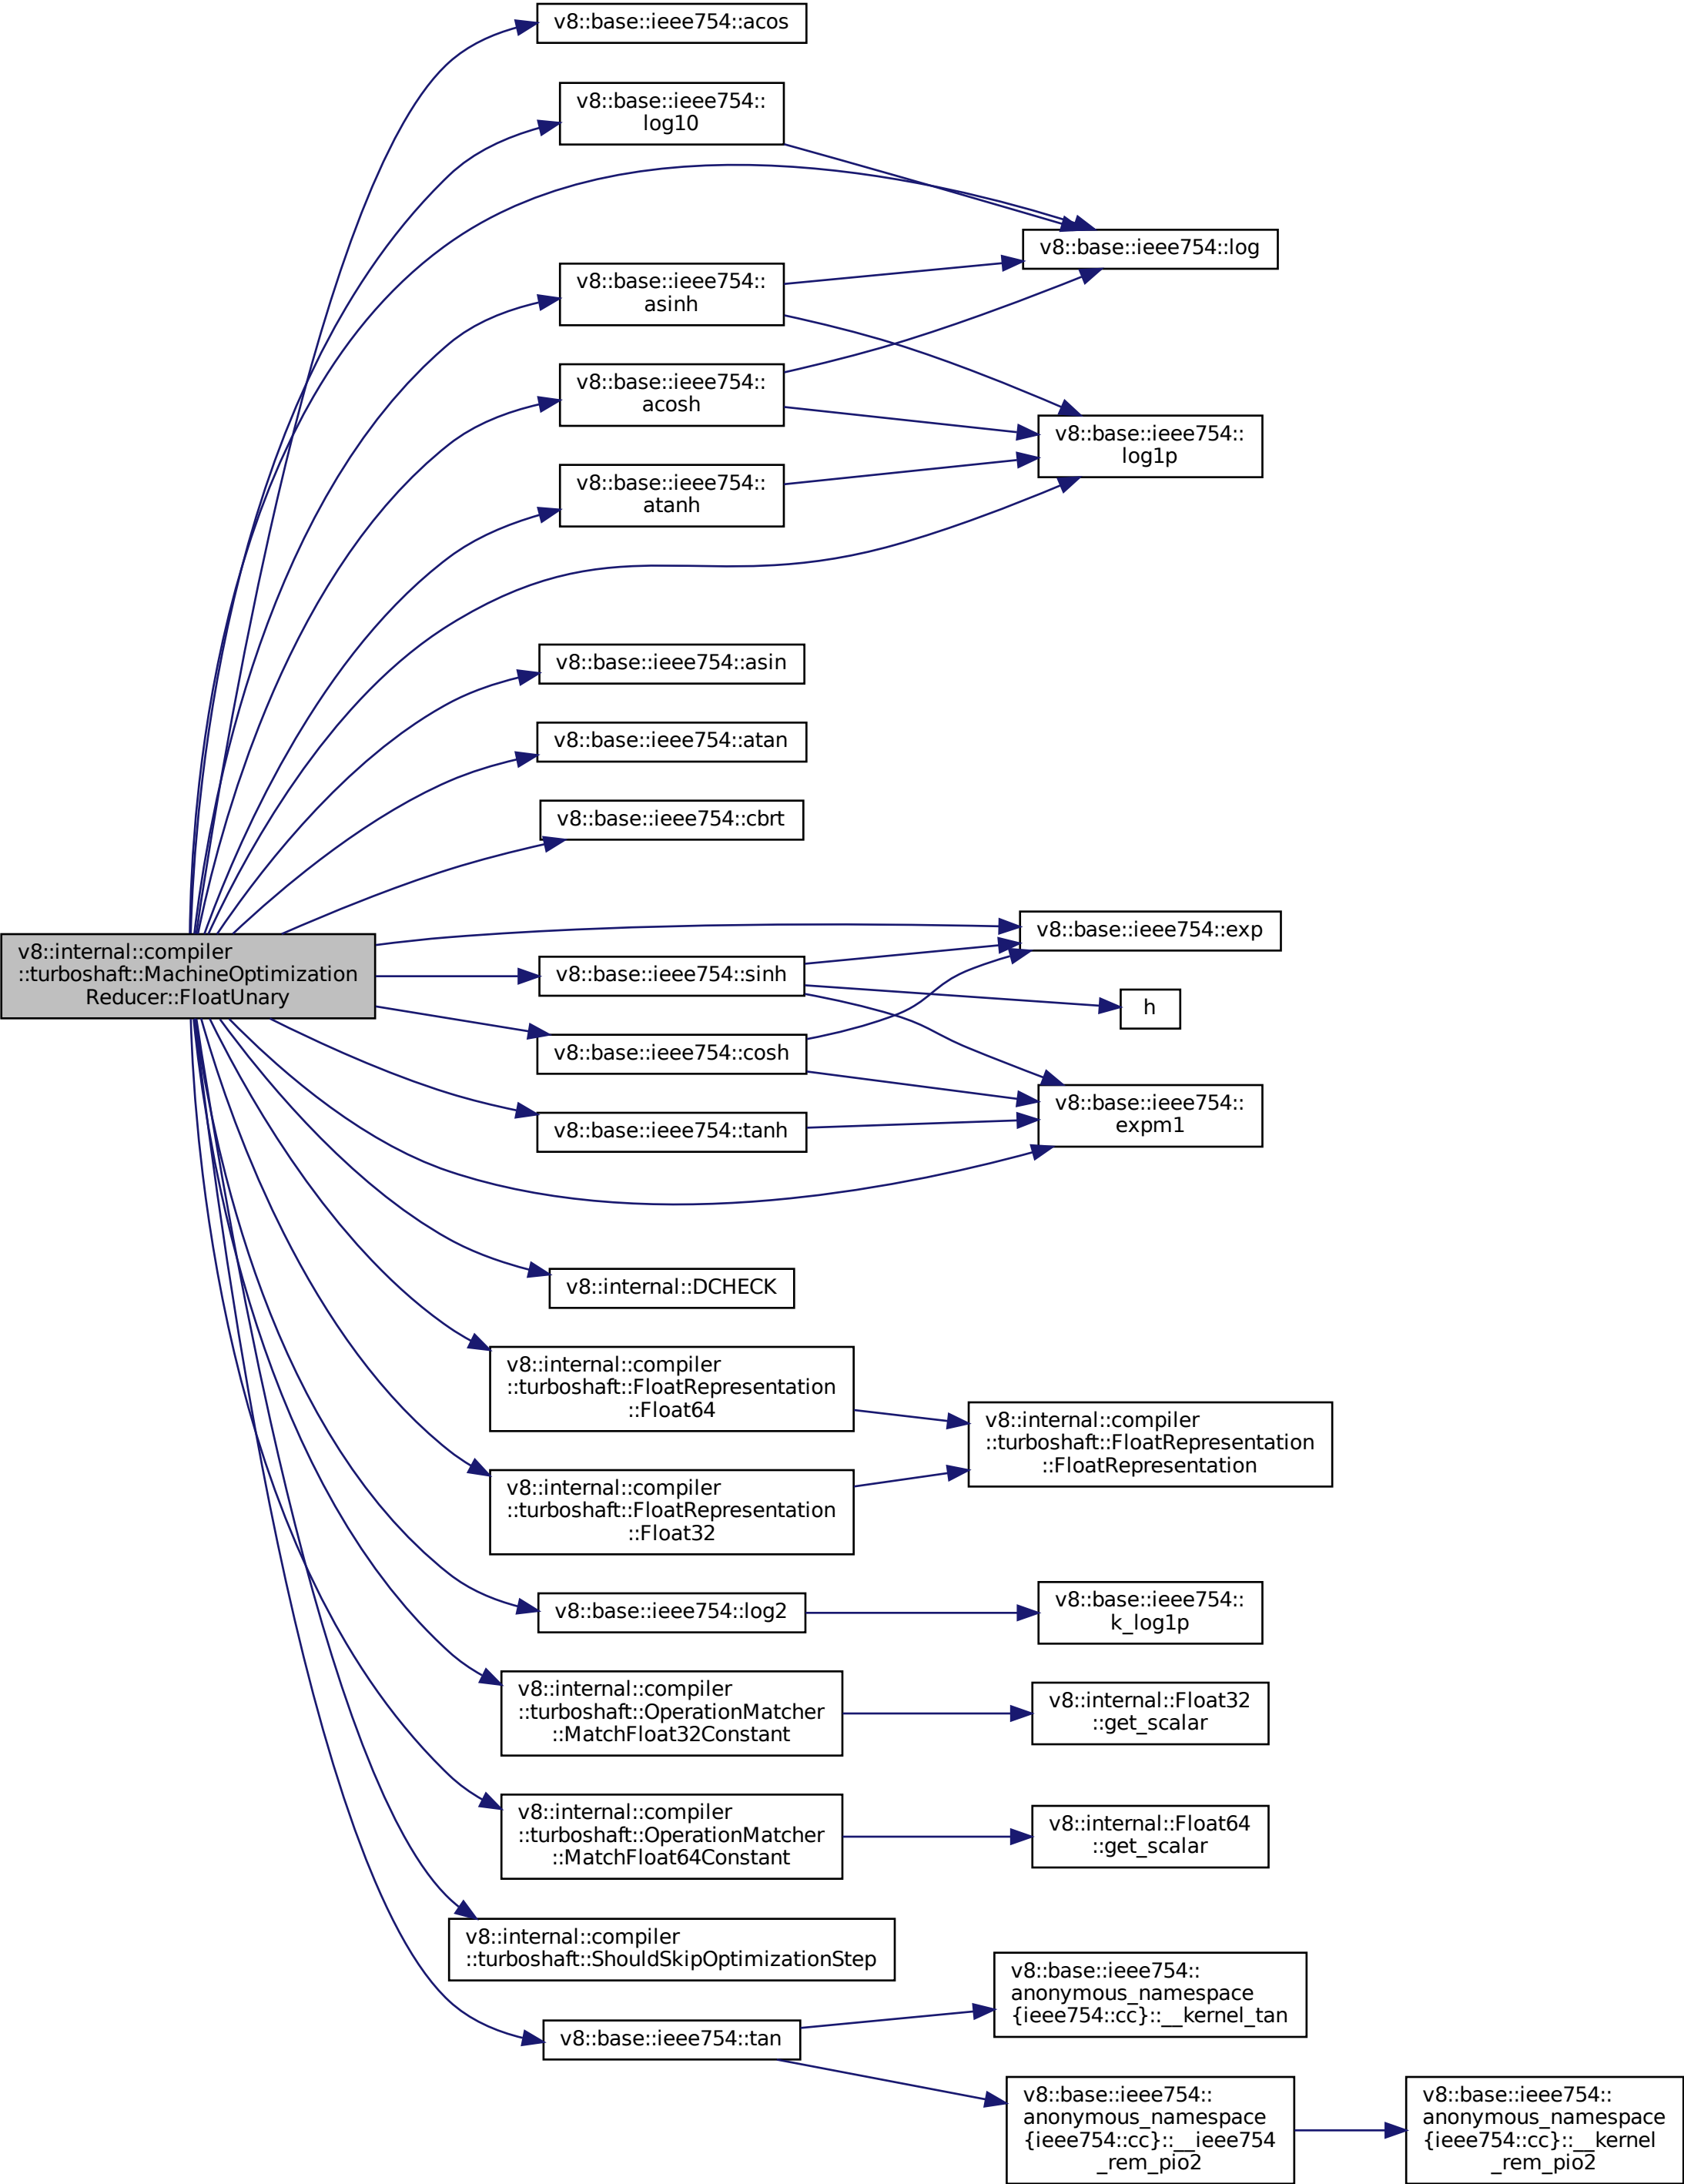 v8::base::ieee754::acos
v8::base::ieee754::
log10
v8::base::ieee754::log
v8::base::ieee754::
asinh
v8::base::ieee754::
acosh
v8::base::ieee754::
log1p
v8::base::ieee754::
atanh
v8::base::ieee754::asin
v8::base::ieee754::atan
v8::base::ieee754::cbrt
v8::base::ieee754::exp
v8::internal::compiler
::turboshaft::MachineOptimization
Reducer::FloatUnary
v8::base::ieee754::sinh
h
v8::base::ieee754::cosh
v8::base::ieee754::
expm1
v8::base::ieee754::tanh
v8::internal::DCHECK
v8::internal::compiler
::turboshaft::FloatRepresentation
::Float64
v8::internal::compiler
::turboshaft::FloatRepresentation
::FloatRepresentation
v8::internal::compiler
::turboshaft::FloatRepresentation
::Float32
v8::base::ieee754::log2
v8::base::ieee754::
k_log1p
v8::internal::compiler
::turboshaft::OperationMatcher
::MatchFloat32Constant
v8::internal::Float32
::get_scalar
v8::internal::compiler
::turboshaft::OperationMatcher
::MatchFloat64Constant
v8::internal::Float64
::get_scalar
v8::internal::compiler
::turboshaft::ShouldSkipOptimizationStep
v8::base::ieee754::tan
v8::base::ieee754::
anonymous_namespace
{ieee754::cc}::__kernel_tan
v8::base::ieee754::
anonymous_namespace
{ieee754::cc}::__ieee754
_rem_pio2
v8::base::ieee754::
anonymous_namespace
{ieee754::cc}::__kernel
_rem_pio2